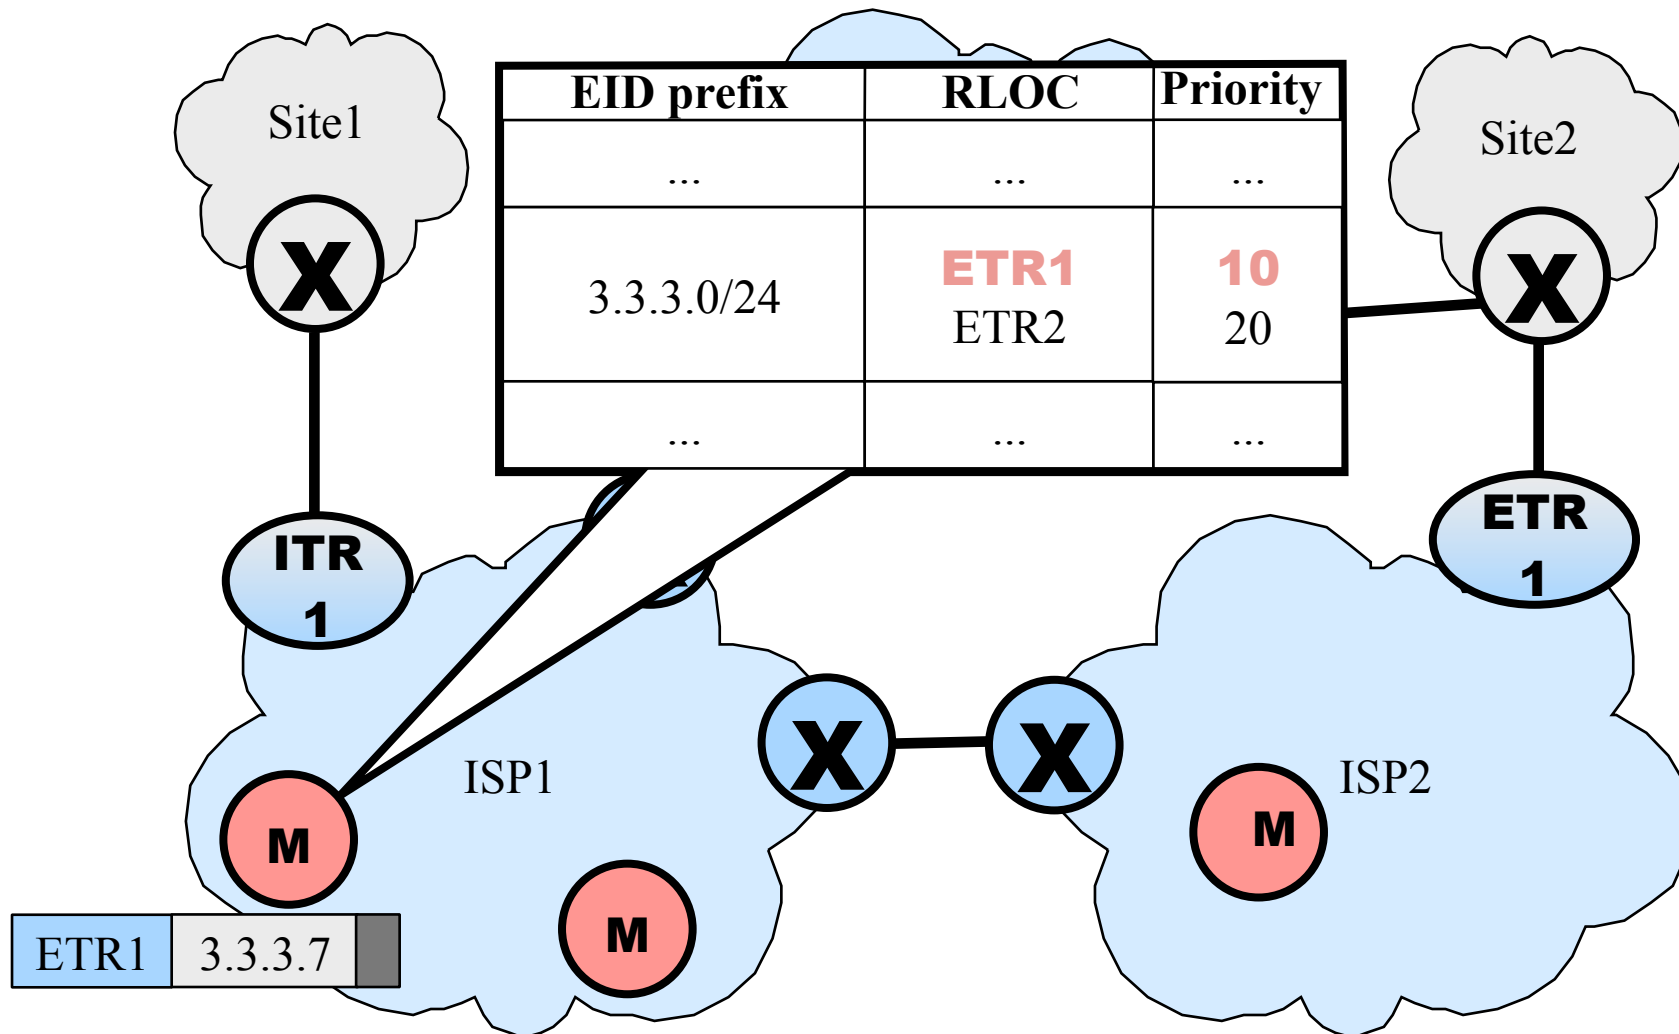 EID prefix RLOC Priority
Site1
Site2
... ... ...
X
3.3.3.0/24
ETR1 10
ETR2 20
X
... ... ...
ITR
1
ETR
1
X
X
ISP1
ISP2
M
M
M
ETR1 3.3.3.7